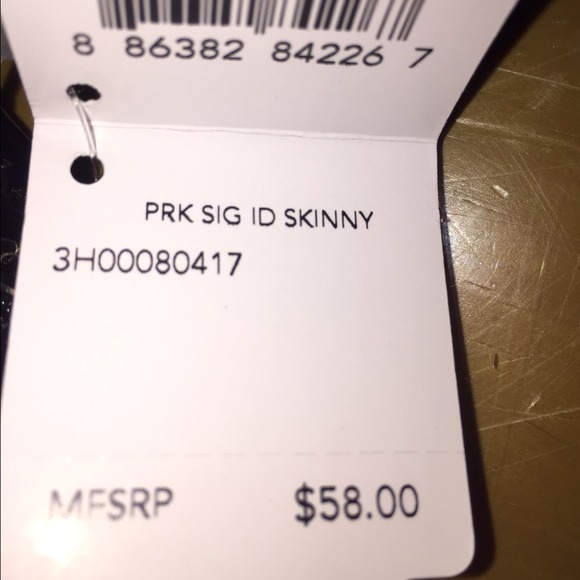 8 86382 84226 7
PRK SIG ID SKINNY
3H00080417
MFSRP $58.00